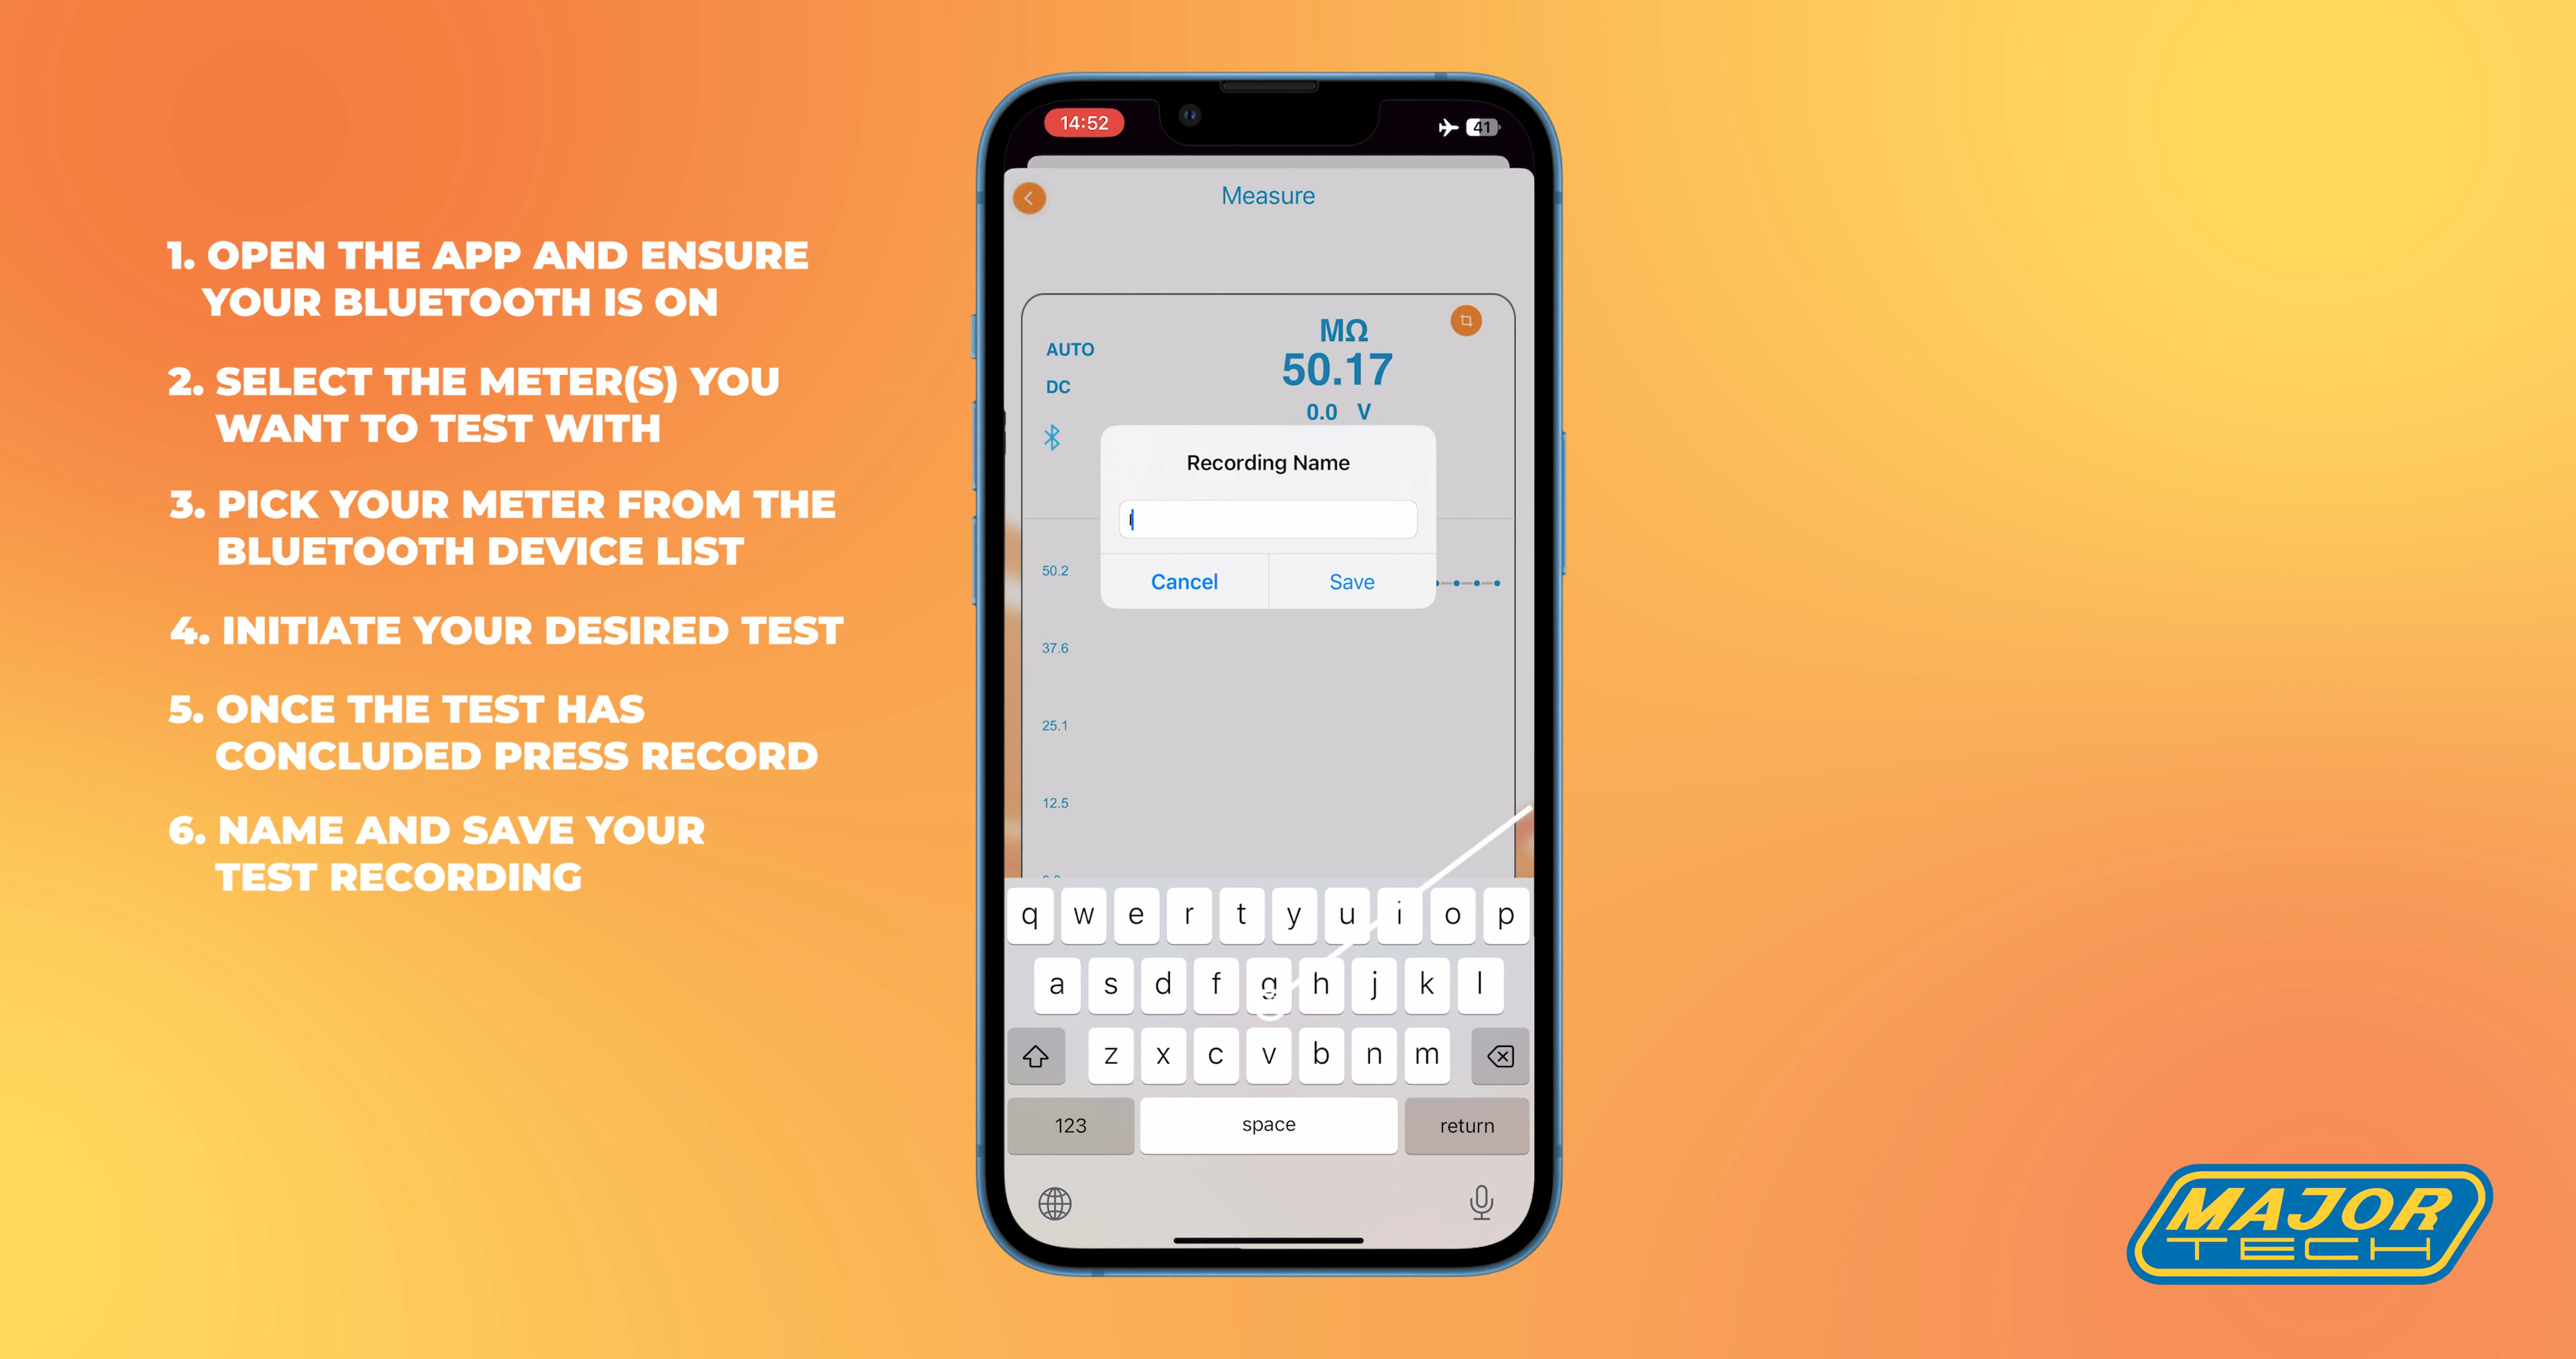 1. OPEN THE APP AND ENSURE
YOUR BLUETOOTH IS ON
2. SELECT THE METER(S) YOU
WANT TO TEST WITH
3. PICK YOUR METER FROM THE
BLUETOOTH DEVICE LIST
4. INITIATE YOUR DESIRED TEST
5. ONCE THE TEST HAS
CONCLUDED PRESS RECORD
6. NAME AND SAVE YOUR
TEST RECORDING
14:52
41
Measure
MΩ
AUTO
50.17
DC
0.0 V
Recording Name
Cancel Save
50.2
37.6
25.1
12.5
q w e r t y u i o p
a s d f g h j k l
z x c v b n m
123 space return
MAJOR
TECH